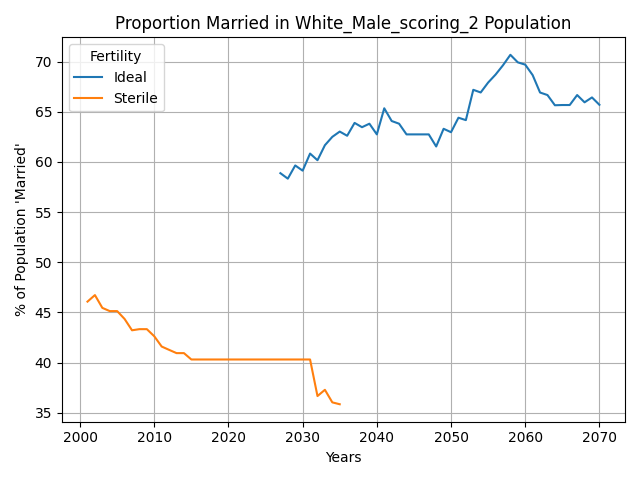 Proportion Married in White_Male_scoring_2 Population
% of Population 'Married'
Fertility
Ideal
Sterile
70
65
60
55
50
45
40
35
2000 2010 2020 2030 2040 2050 2060 2070
Years